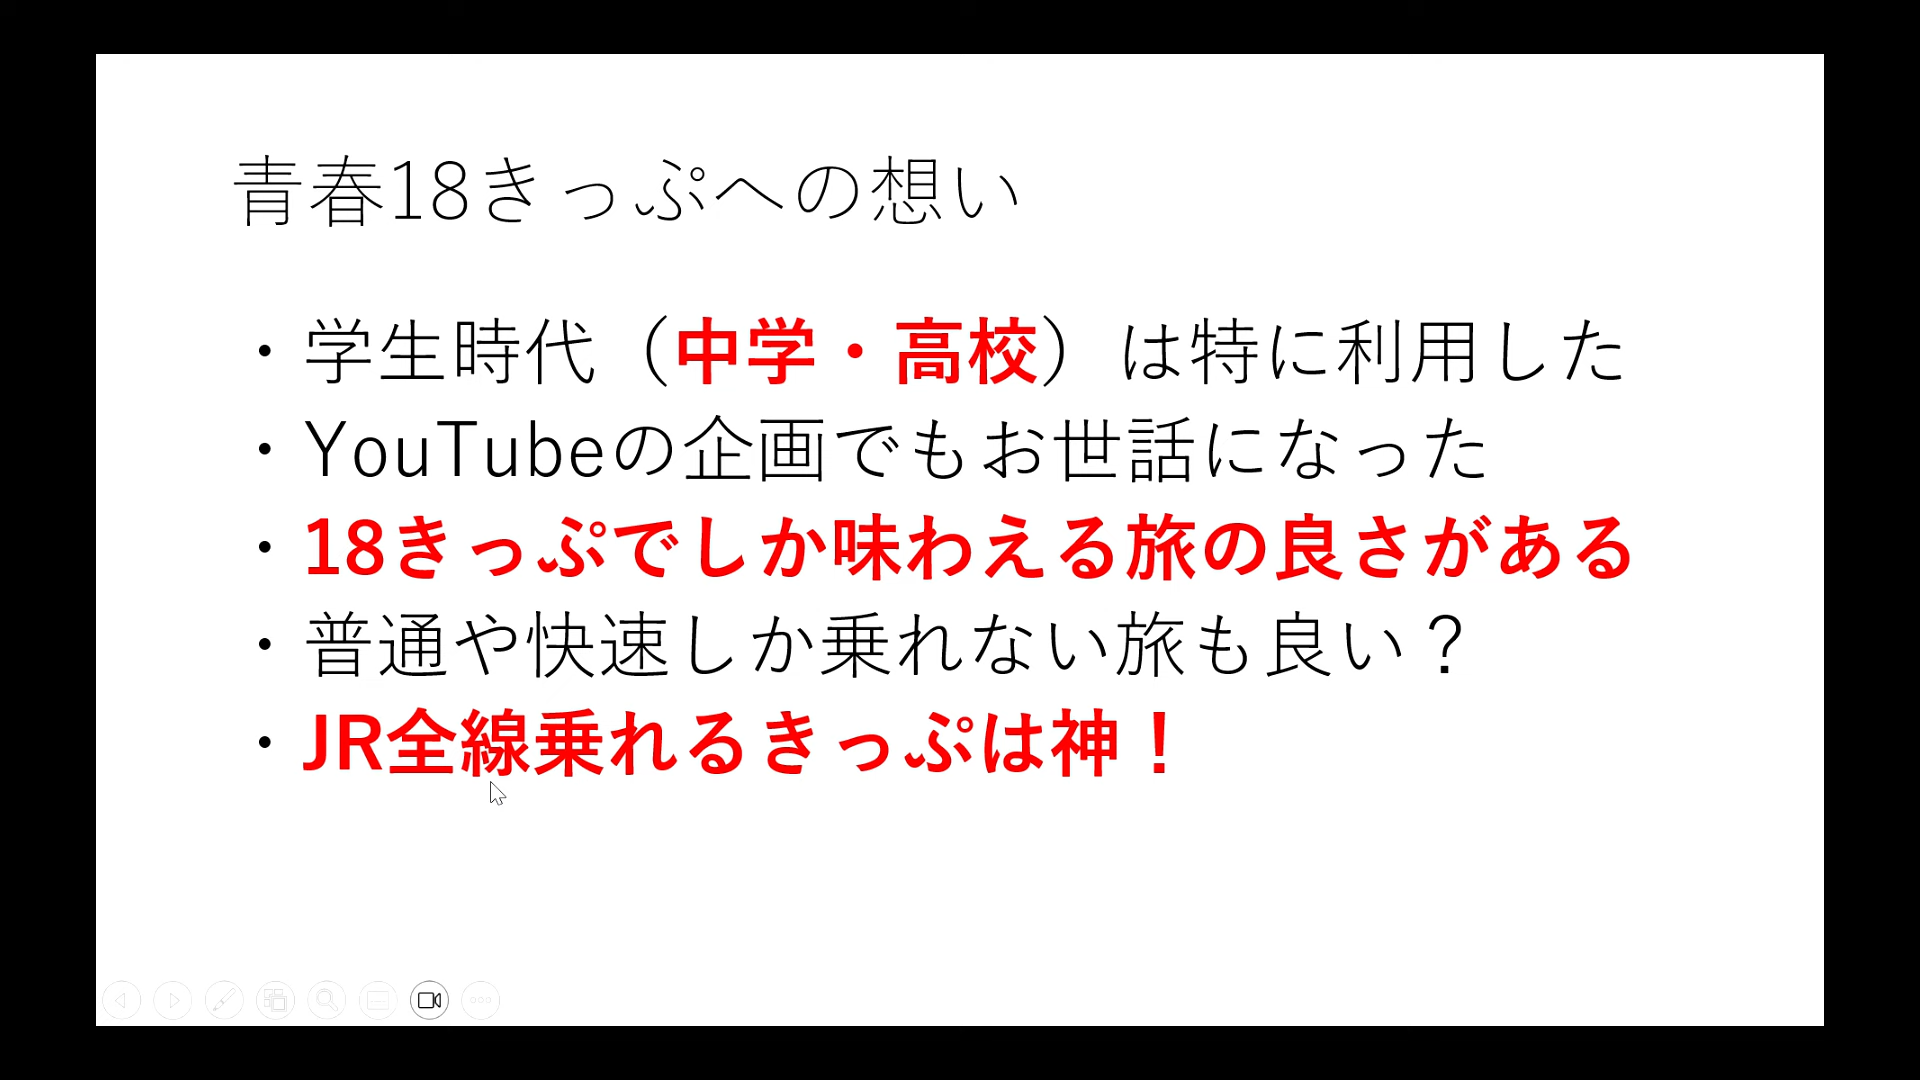 青春18きっぷへの想い
・学生時代（中学・高校）は特に利用した
・YouTubeの企画でもお世話になった
・18きっぷでしか味わえる旅の良さがある
・普通や快速しか乗れない旅も良い？
・JR全線乗れるきっぷは神！